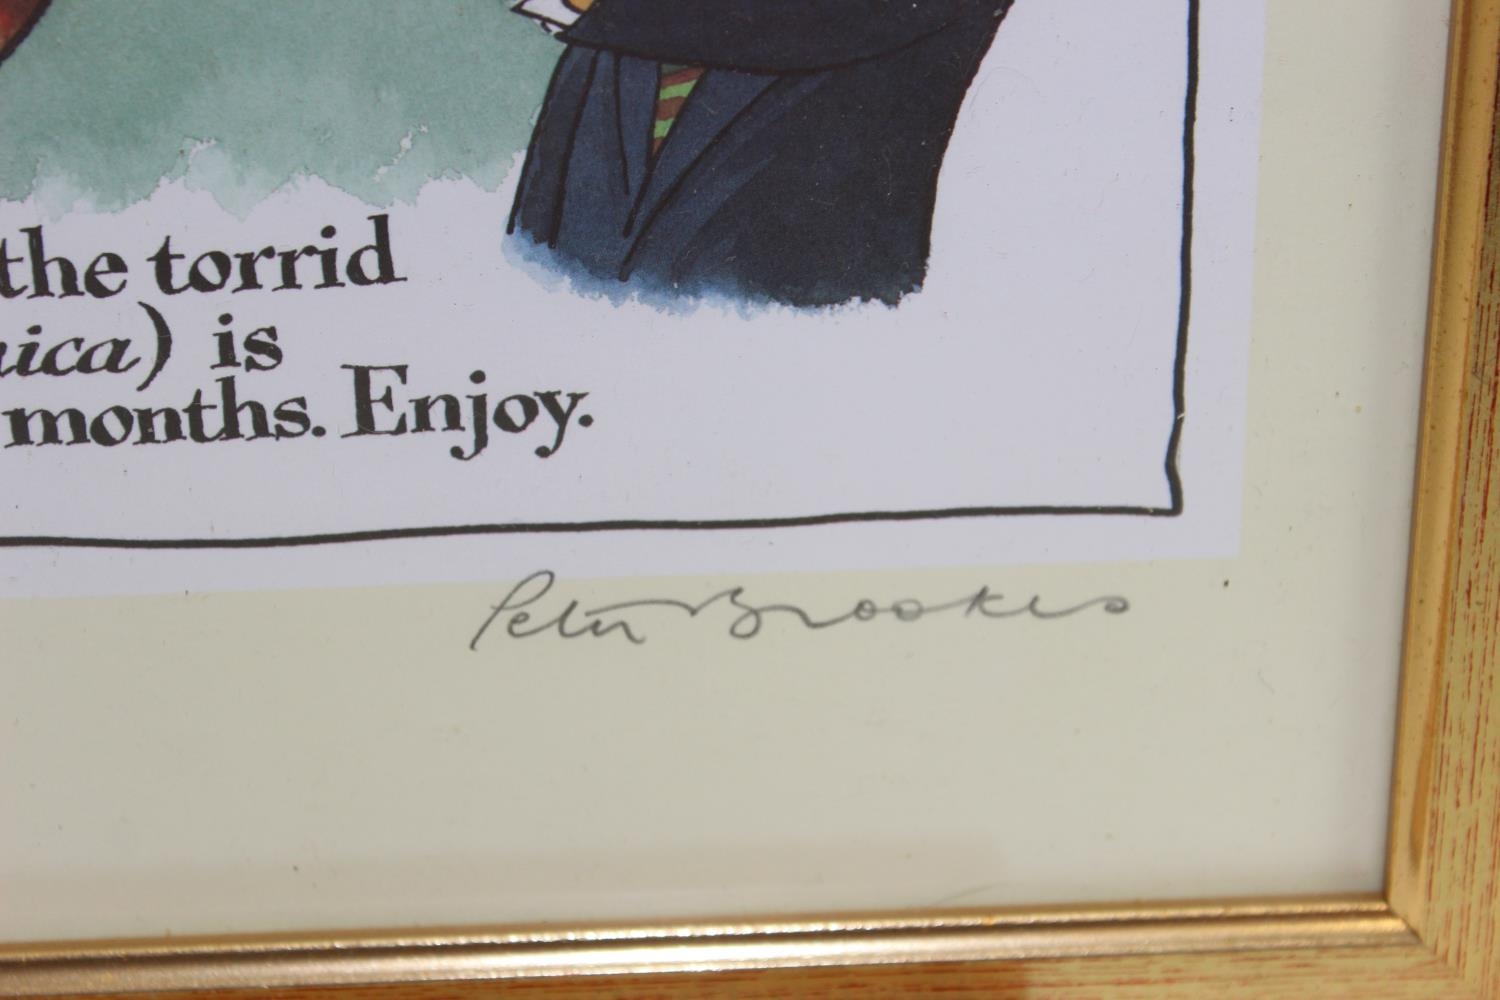 the torrid
ica) is
months. Enjoy.
Peter Brookes